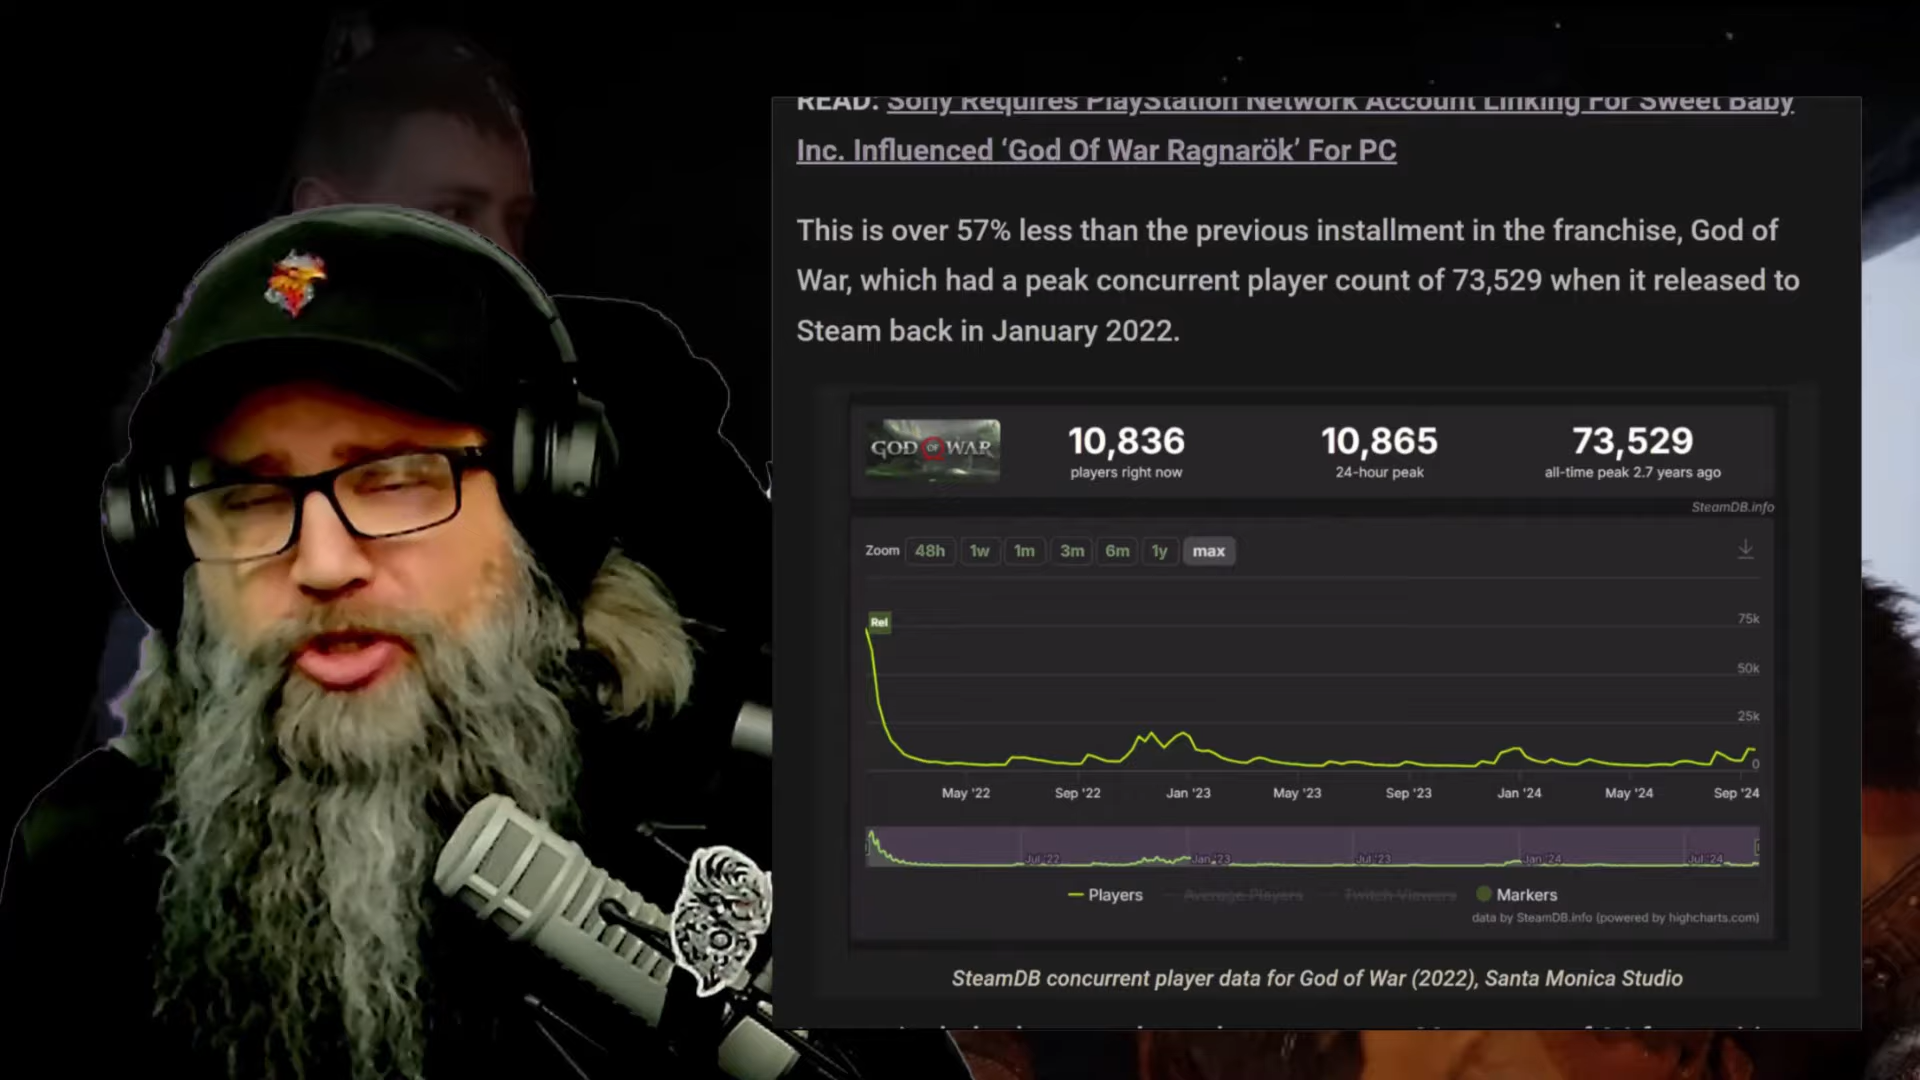 READ: Sony Requires PlayStation Network Account Linking For Sweet Baby
Inc. Influenced ‘God Of War Ragnarök’ For PC
This is over 57% less than the previous installment in the franchise, God of
War, which had a peak concurrent player count of 73,529 when it released to
Steam back in January 2022.
GOD OF WAR
10,836 10,865 73,529
players right now 24-hour peak all-time peak 2.7 years ago
SteamDB.info
Zoom 48h 1w 1m 3m 6m 1y max
Rel
75k
50k
25k
0
May '22 Sep '22 Jan '23 May '23 Sep '23 Jan '24 May '24 Sep '24
Jul '22 Jan '23 Jul '23 Jan '24 Jul '24
Players Average Players Twitch Viewers Markers
data by SteamDB.info (powered by highcharts.com)
SteamDB concurrent player data for God of War (2022), Santa Monica Studio